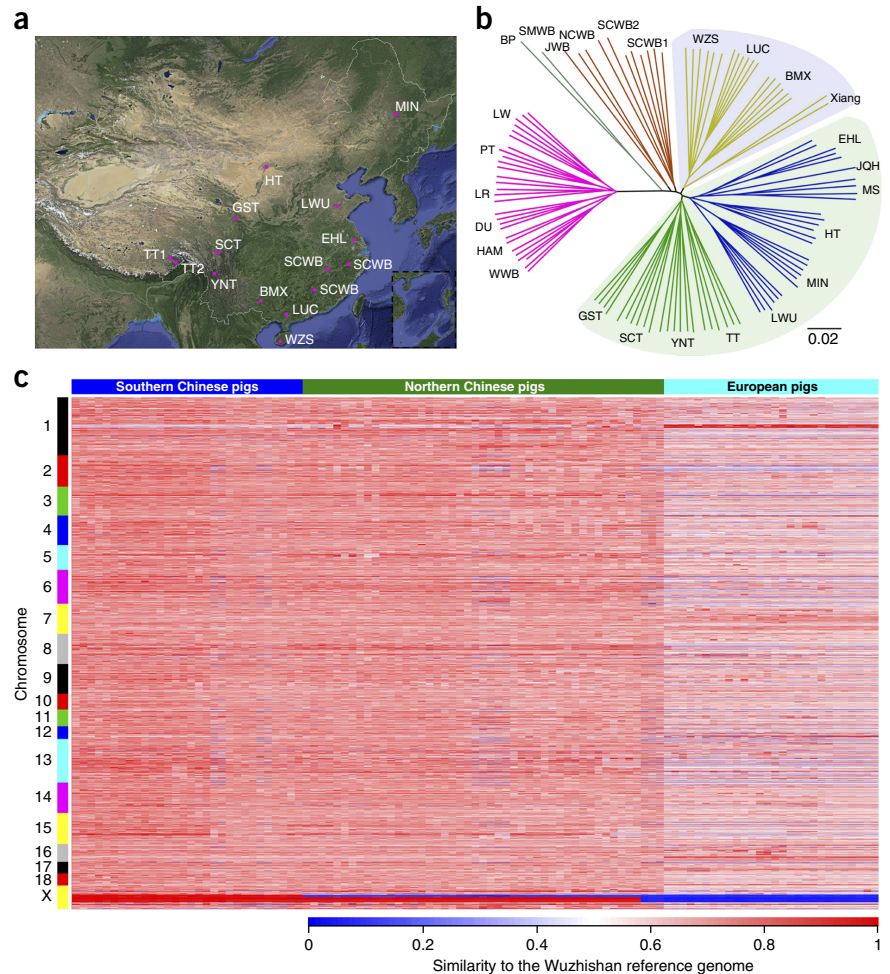 a
MIN
HT
GST
LWU
SCT
EHL
TT1
TT2
SCWB
SCWB
YNT
BMX
SCWB
LUC
WZS
b
BP
SMWB
JWB
NCWB
SCWB2
SCWB1
WZS
LUC
BMX
Xiang
LW
PT
LR
DU
HAM
WWB
EHL
JQH
MS
HT
MIN
LWU
GST
SCT
YNT
TT
0.02
c
Southern Chinese pigs
Northern Chinese pigs
European pigs
Chromosome
1
2
3
4
5
6
7
8
9
10
11
12
13
14
15
16
17
18
X
0
0.2
0.4
0.6
0.8
1
Similarity to the Wuzhishan reference genome